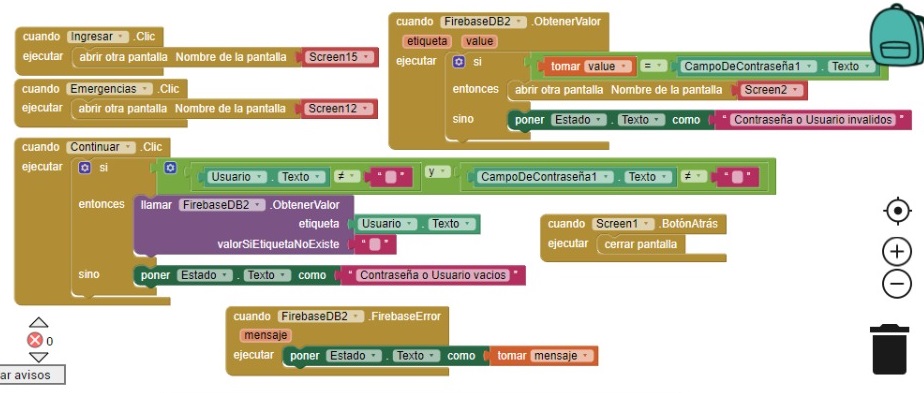 cuando Ingresar .Clic
ejecutar abrir otra pantalla Nombre de la pantalla Screen15
cuando Emergencias .Clic
ejecutar abrir otra pantalla Nombre de la pantalla Screen12
cuando Continuar .Clic
ejecutar si Usuario . Texto ≠ " " y CampoDeContraseña1 . Texto ≠ " "
entonces llamar FirebaseDB2 .ObtenerValor
etiqueta Usuario . Texto
valorSiEtiquetaNoExiste " "
sino poner Estado . Texto como " Contraseña o Usuario vacios "
cuando FirebaseDB2 .ObtenerValor
etiqueta value
ejecutar si tomar value = CampoDeContraseña1 . Texto
entonces abrir otra pantalla Nombre de la pantalla Screen2
sino poner Estado . Texto como " Contraseña o Usuario invalidos "
cuando Screen1 .BotónAtrás
ejecutar cerrar pantalla
cuando FirebaseDB2 .FirebaseError
mensaje
ejecutar poner Estado . Texto como tomar mensaje
0
ar avisos